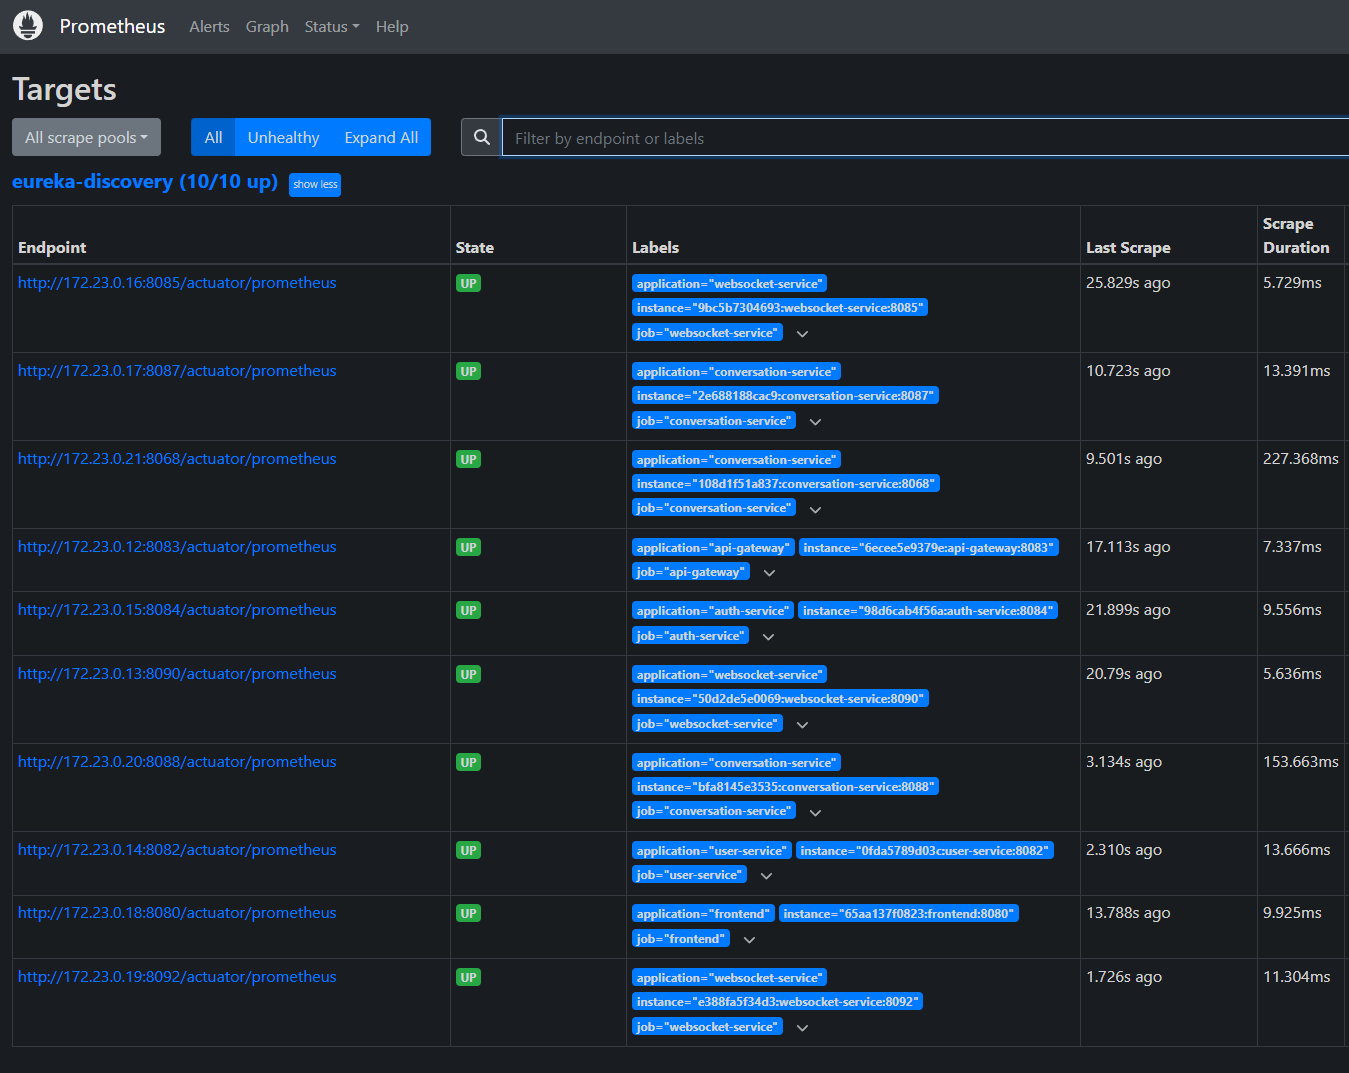 Prometheus Alerts Graph Status Help
Targets
All scrape pools All Unhealthy Expand All Filter by endpoint or labels
eureka-discovery (10/10 up) show less
Endpoint State Labels Last Scrape Scrape Duration
http://172.23.0.16:8085/actuator/prometheus UP application="websocket-service" 25.829s ago 5.729ms
instance="9bc5b7304693:websocket-service:8085"
job="websocket-service"
http://172.23.0.17:8087/actuator/prometheus UP application="conversation-service" 10.723s ago 13.391ms
instance="2e688188cac9:conversation-service:8087"
job="conversation-service"
http://172.23.0.21:8068/actuator/prometheus UP application="conversation-service" 9.501s ago 227.368ms
instance="108d1f51a837:conversation-service:8068"
job="conversation-service"
http://172.23.0.12:8083/actuator/prometheus UP application="api-gateway" instance="6ecee5e9379e:api-gateway:8083" 17.113s ago 7.337ms
job="api-gateway"
http://172.23.0.15:8084/actuator/prometheus UP application="auth-service" instance="98d6cab4f56a:auth-service:8084" 21.899s ago 9.556ms
job="auth-service"
http://172.23.0.13:8090/actuator/prometheus UP application="websocket-service" 20.79s ago 5.636ms
instance="50d2de5e0069:websocket-service:8090"
job="websocket-service"
http://172.23.0.20:8088/actuator/prometheus UP application="conversation-service" 3.134s ago 153.663ms
instance="bfa8145e3535:conversation-service:8088"
job="conversation-service"
http://172.23.0.14:8082/actuator/prometheus UP application="user-service" instance="0fda5789d03c:user-service:8082" 2.310s ago 13.666ms
job="user-service"
http://172.23.0.18:8080/actuator/prometheus UP application="frontend" instance="65aa137f0823:frontend:8080" 13.788s ago 9.925ms
job="frontend"
http://172.23.0.19:8092/actuator/prometheus UP application="websocket-service" 1.726s ago 11.304ms
instance="e388fa5f34d3:websocket-service:8092"
job="websocket-service"